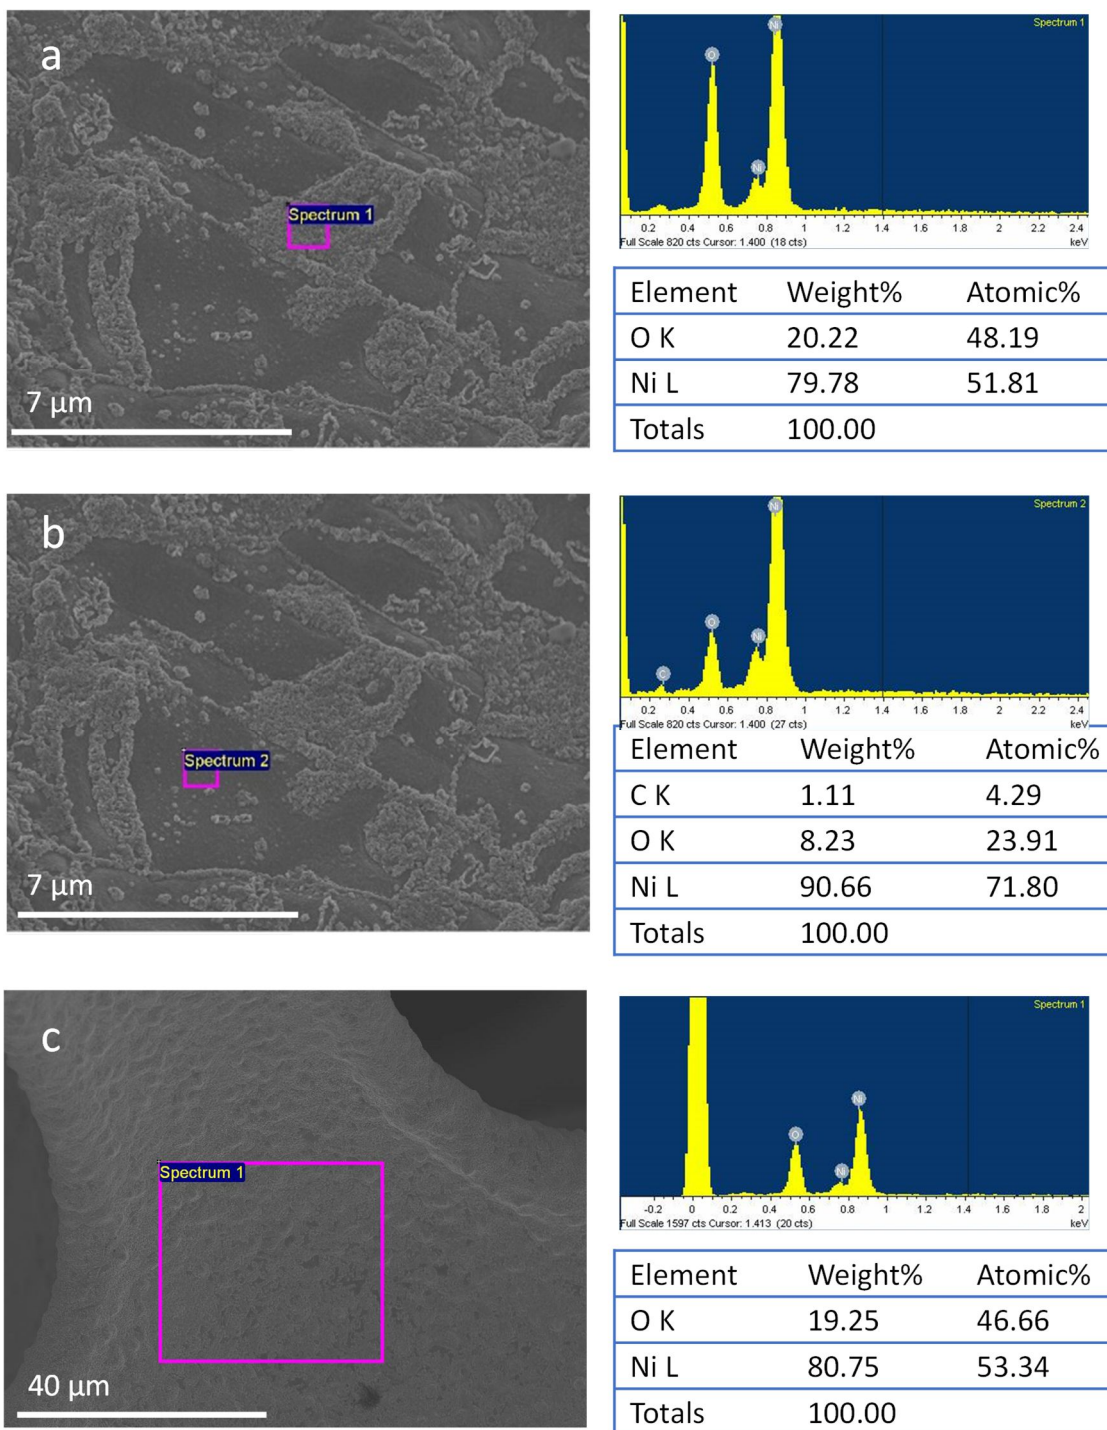 a
Spectrum 1
7 μm
Spectrum 1
O
Ni
Ni
0.2 0.4 0.6 0.8 1 1.2 1.4 1.6 1.8 2 2.2 2.4
Full Scale 820 cts Cursor: 1.400 (18 cts) keV
Element Weight% Atomic%
O K 20.22 48.19
Ni L 79.78 51.81
Totals 100.00
b
Spectrum 2
7 μm
Spectrum 2
C
O
Ni
Ni
0.2 0.4 0.6 0.8 1 1.2 1.4 1.6 1.8 2 2.2 2.4
Full Scale 820 cts Cursor: 1.400 (27 cts) keV
Element Weight% Atomic%
C K 1.11 4.29
O K 8.23 23.91
Ni L 90.66 71.80
Totals 100.00
c
Spectrum 1
40 μm
Spectrum 1
O
Ni
Ni
-0.2 0 0.2 0.4 0.6 0.8 1 1.2 1.4 1.6 1.8 2
Full Scale 1597 cts Cursor: 1.413 (20 cts) keV
Element Weight% Atomic%
O K 19.25 46.66
Ni L 80.75 53.34
Totals 100.00